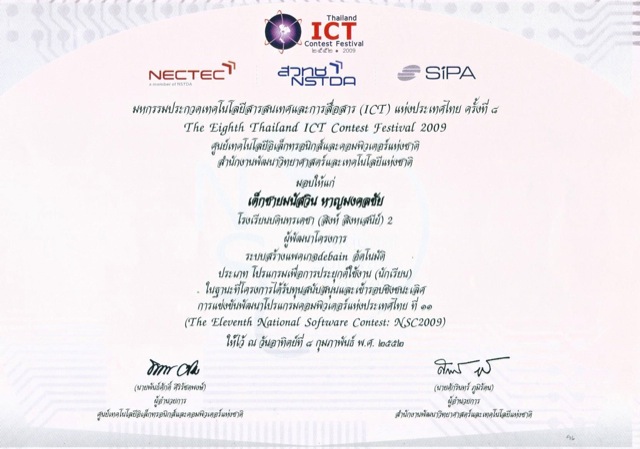 Thailand
ICT
Contest Festival
๒๕๕๒ • 2009
NECTEC
a member of NSTDA
สวทช
NSTDA
SiPA
มหกรรมประกวดเทคโนโลยีสารสนเทศและการสื่อสาร (ICT) แห่งประเทศไทย ครั้งที่ ๘
The Eighth Thailand ICT Contest Festival 2009
ศูนย์เทคโนโลยีอิเล็กทรอนิกส์และคอมพิวเตอร์แห่งชาติ
สำนักงานพัฒนาวิทยาศาสตร์และเทคโนโลยีแห่งชาติ
มอบให้แก่
เด็กชายมนัสวิน หาญมงคลชัย
โรงเรียนบดินทรเดชา (สิงห์ สิงหเสนีย์) 2
ผู้พัฒนาโครงการ
ระบบสร้างแพคเกจdebain อัตโนมัติ
ประเภท โปรแกรมเพื่อการประยุกต์ใช้งาน (นักเรียน)
ในฐานะที่โครงการได้รับทุนสนับสนุนและเข้ารอบชิงชนะเลิศ
การแข่งขันพัฒนาโปรแกรมคอมพิวเตอร์แห่งประเทศไทย ที่ ๑๑
(The Eleventh National Software Contest: NSC2009)
ให้ไว้ ณ วันอาทิตย์ที่ ๘ กุมภาพันธ์ พ.ศ. ๒๕๕๒
(นายพันธ์ศักดิ์ ศิริรัชตพงษ์)
(นายศักรินทร์ ภูมิรัตน)
ผู้อำนวยการ
ผู้อำนวยการ
ศูนย์เทคโนโลยีอิเล็กทรอนิกส์และคอมพิวเตอร์แห่งชาติ
สำนักงานพัฒนาวิทยาศาสตร์และเทคโนโลยีแห่งชาติ